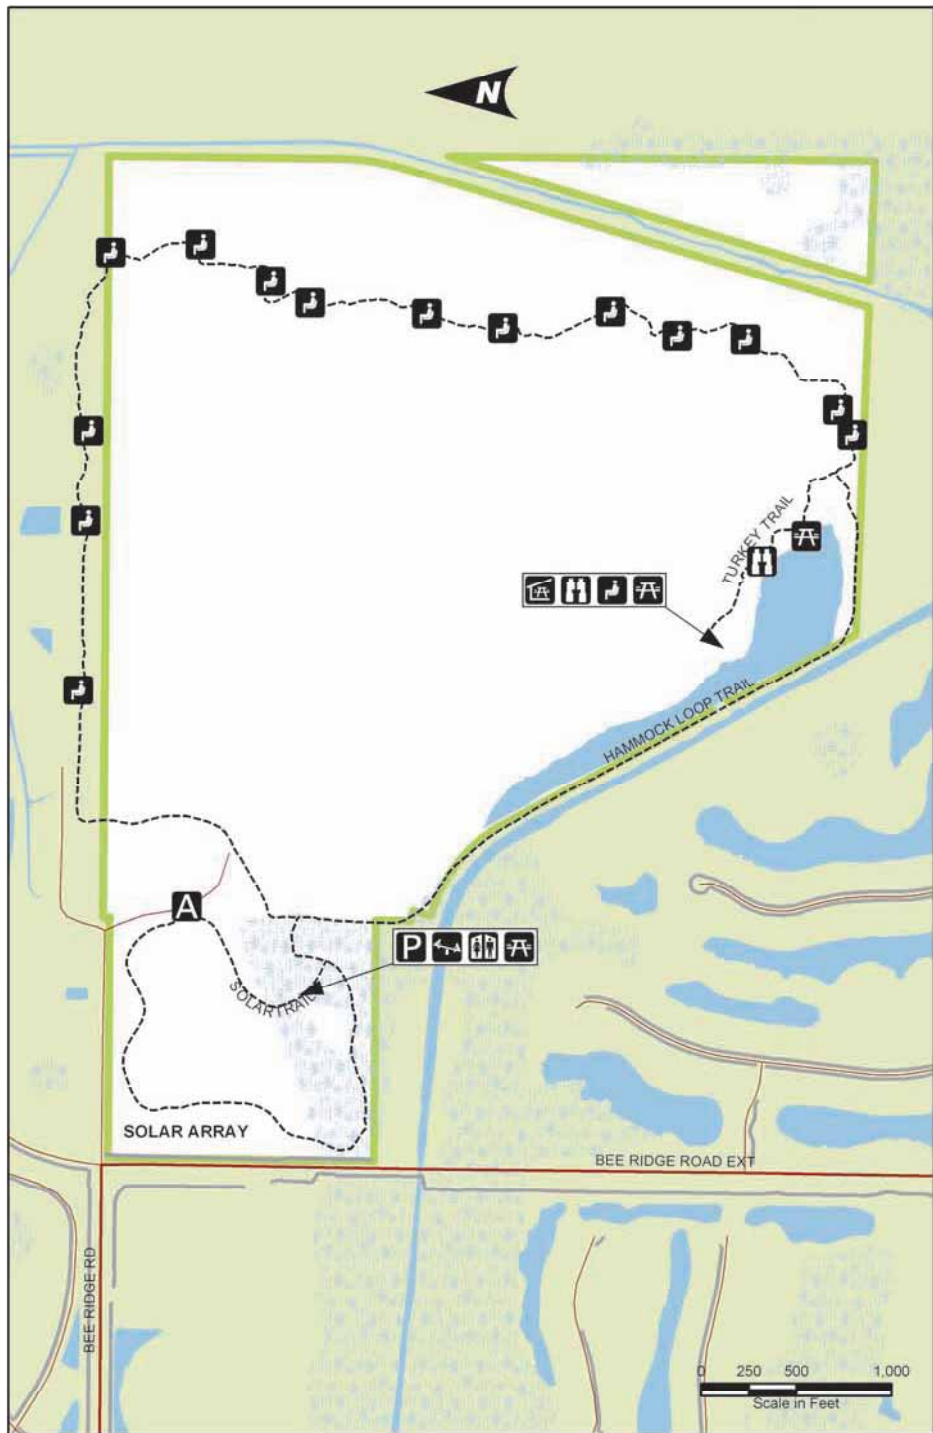 N
TURKEY TRAIL
HAMMOCK LOOP TRAIL
A
P
SOLAR TRAIL
SOLAR ARRAY
BEE RIDGE ROAD EXT
BEE RIDGE RD
0 250 500 1,000
Scale in Feet